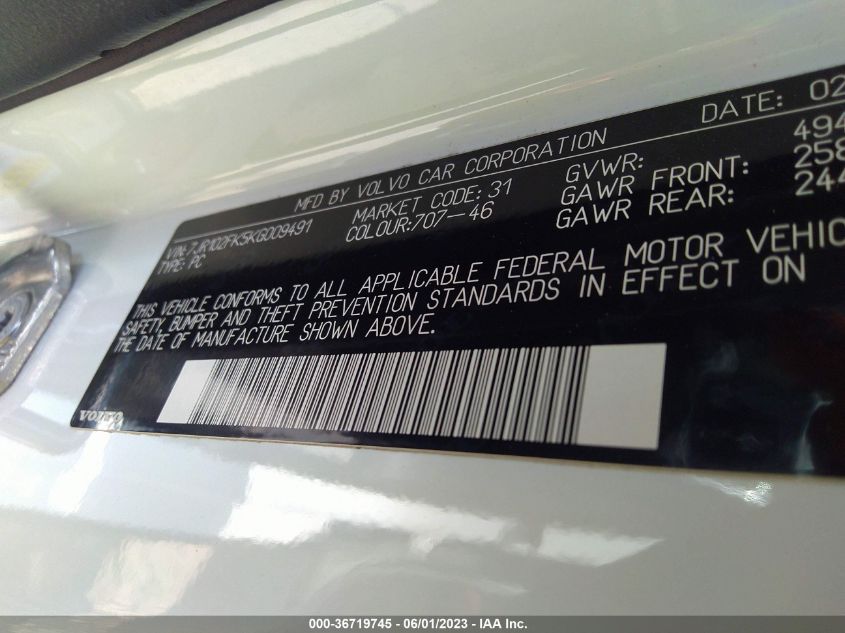 MFD BY VOLVO CAR CORPORATION DATE: 02
VIN:7JR102FK5KG009491 MARKET CODE: 31 GVWR: 494
TYPE: PC COLOUR:707-46 GAWR FRONT: 258
GAWR REAR: 244
THIS VEHICLE CONFORMS TO ALL APPLICABLE FEDERAL MOTOR VEHIC
SAFETY, BUMPER AND THEFT PREVENTION STANDARDS IN EFFECT ON
THE DATE OF MANUFACTURE SHOWN ABOVE.
VOLVO
000-36719745 - 06/01/2023 - IAA Inc.